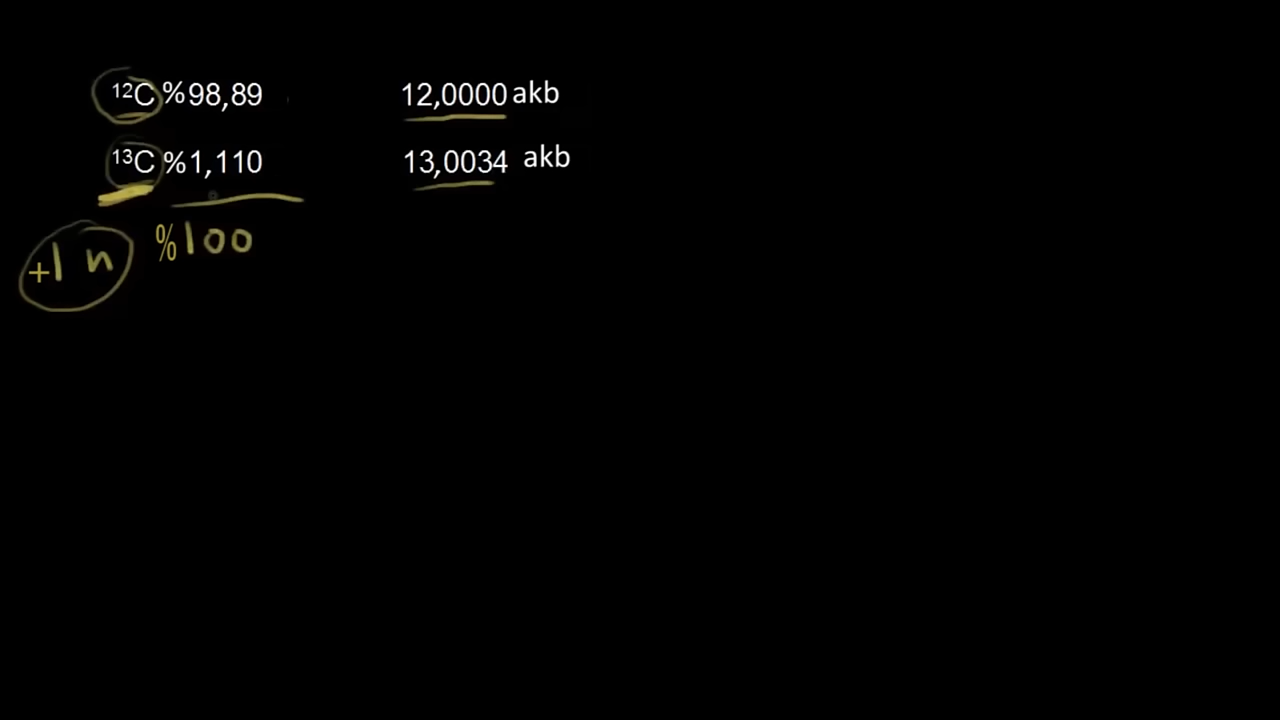 ¹²C %98,89 12,0000 akb
¹³C %1,110 13,0034 akb
+1 n %100